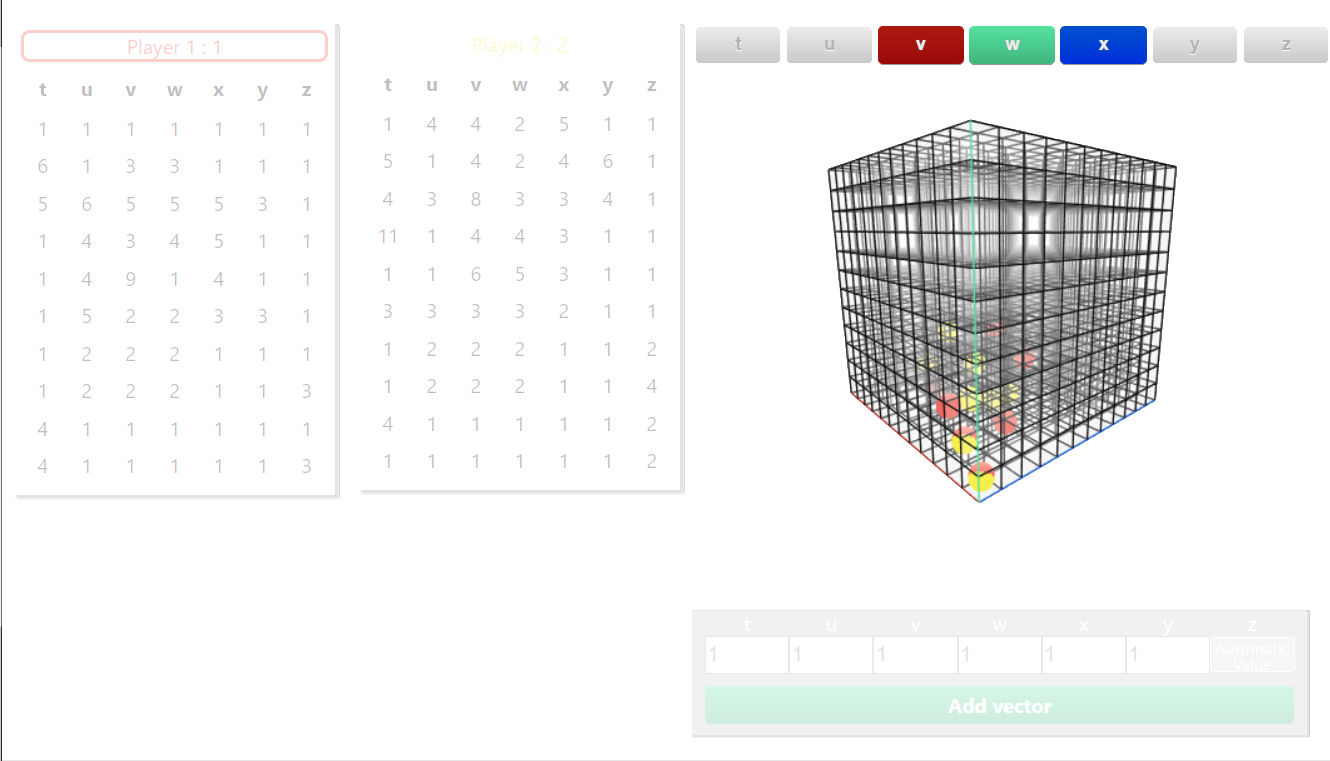 Player 1 : 1
t u v w x y z
1 1 1 1 1 1 1
6 1 3 3 1 1 1
5 6 5 5 5 3 1
1 4 3 4 5 1 1
1 4 9 1 4 1 1
1 5 2 2 3 3 1
1 2 2 2 1 1 1
1 2 2 2 1 1 3
4 1 1 1 1 1 1
4 1 1 1 1 1 3
Player 2 : 2
t u v w x y z
1 4 4 2 5 1 1
5 1 4 2 4 6 1
4 3 8 3 3 4 1
11 1 4 4 3 1 1
1 1 6 5 3 1 1
3 3 3 3 2 1 1
1 2 2 2 1 1 2
1 2 2 2 1 1 4
4 1 1 1 1 1 2
1 1 1 1 1 1 2
t u v w x y z
t u v w x y z
1 1 1 1 1 1 Automatic
Value
Add vector